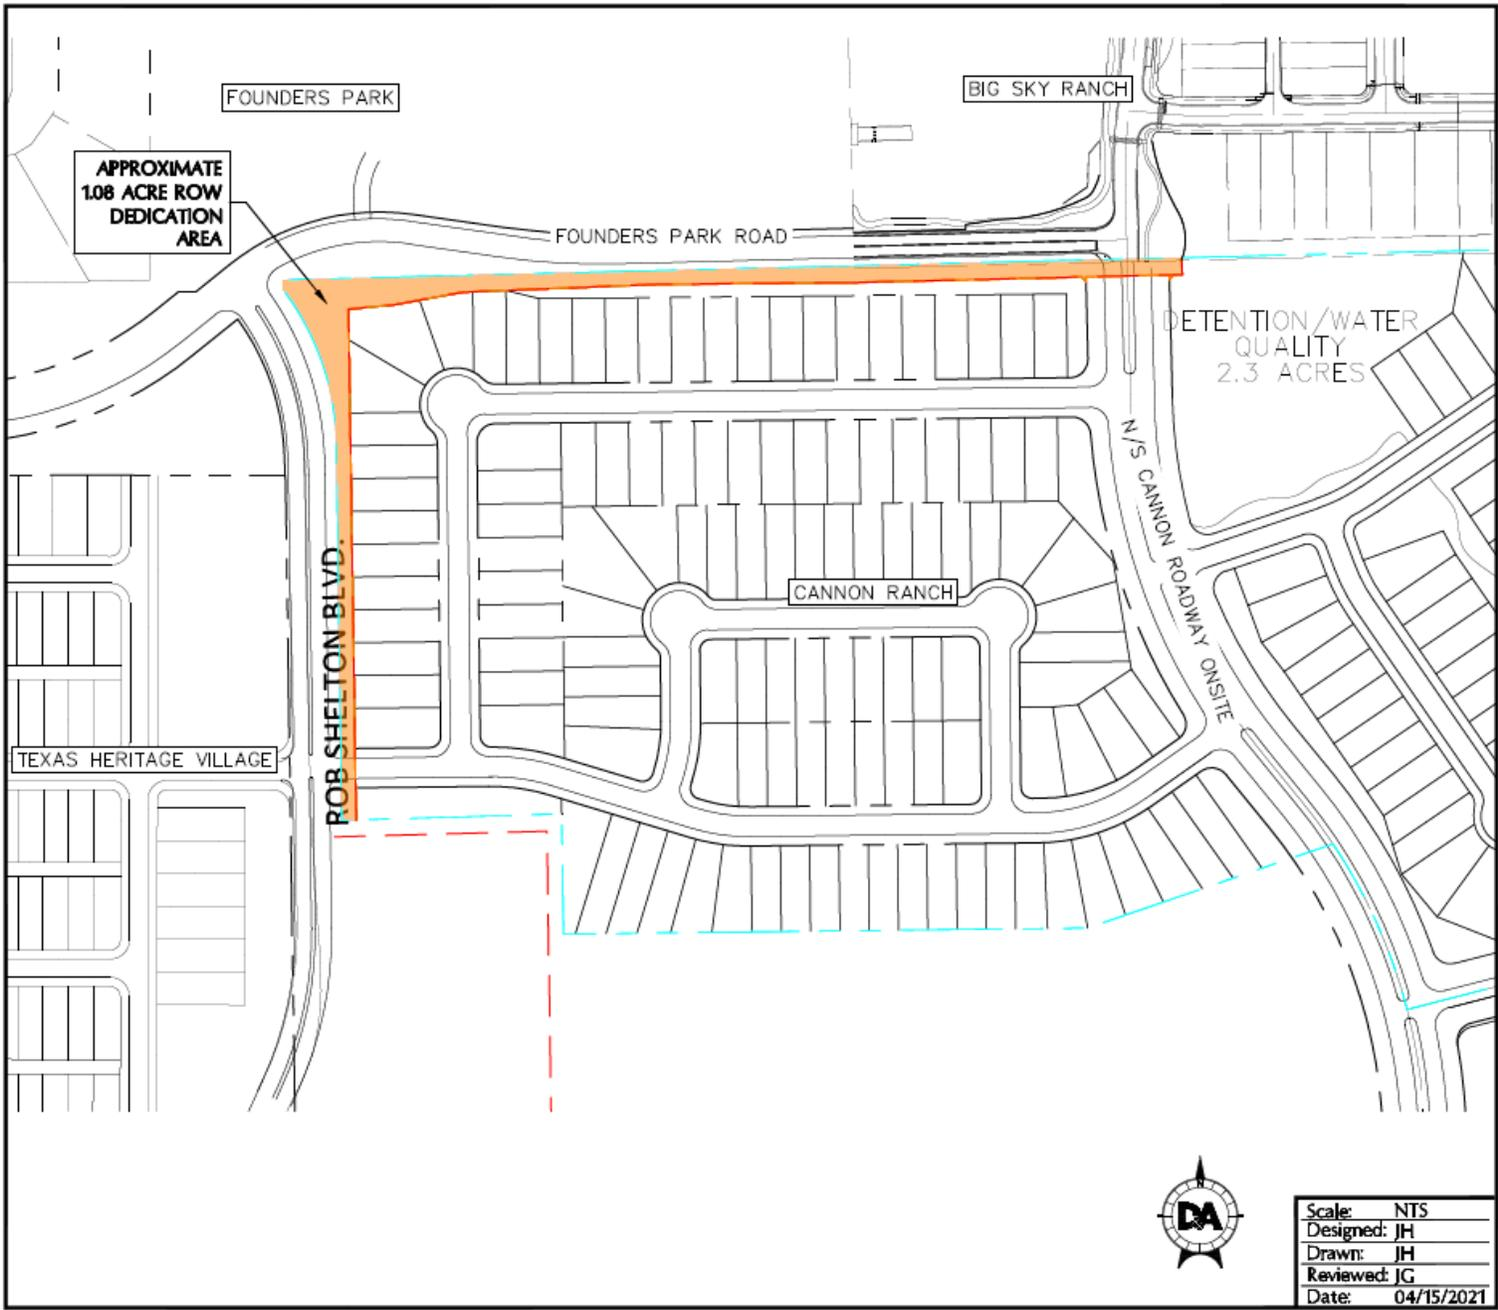 FOUNDERS PARK
BIG SKY RANCH
APPROXIMATE
1.08 ACRE ROW
DEDICATION
AREA
FOUNDERS PARK ROAD
DETENTION/WATER
QUALITY
2.3 ACRES
N/S CANNON ROADWAY ONSITE
CANNON RANCH
ROB SHELTON BLVD.
TEXAS HERITAGE VILLAGE
N
DA
Scale: NTS
Designed: JH
Drawn: JH
Reviewed: JG
Date: 04/15/2021